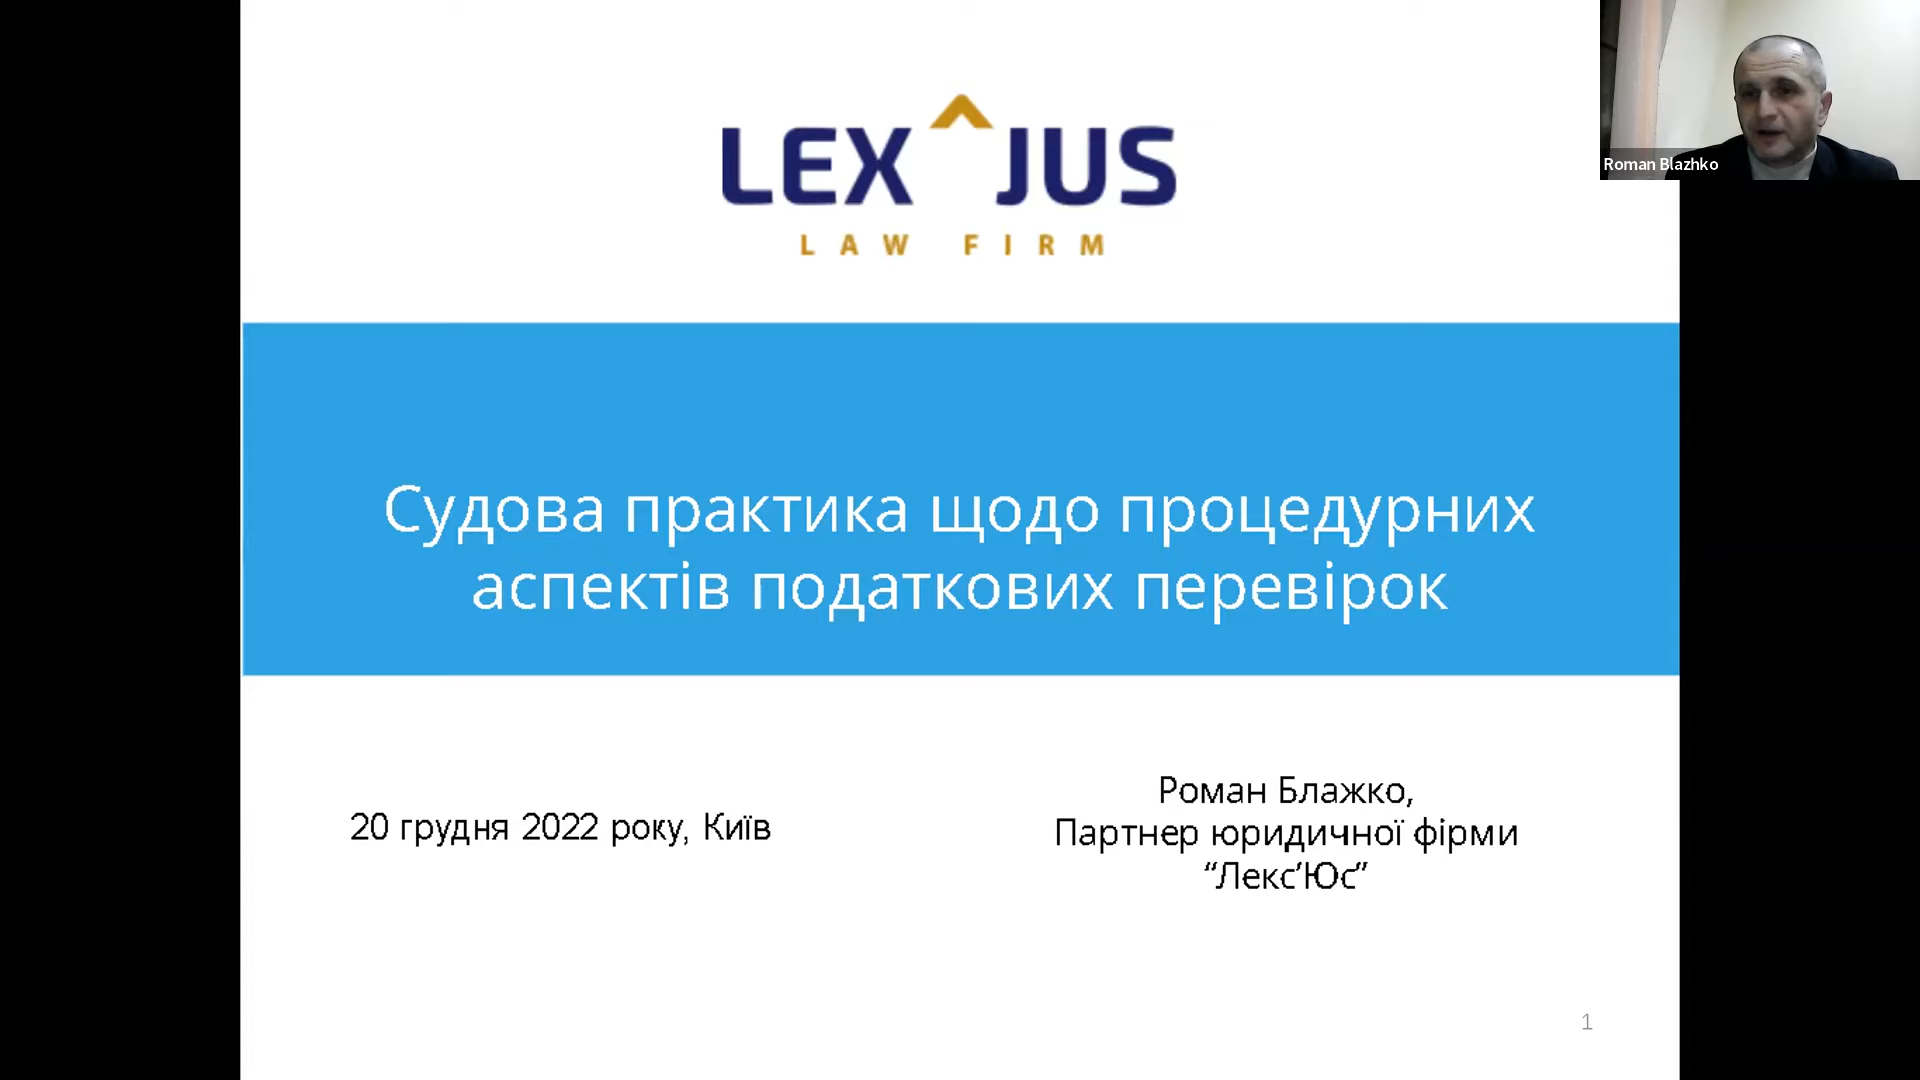 Roman Blazhko
LEX^JUS
LAW FIRM
Судова практика щодо процедурних
аспектів податкових перевірок
20 грудня 2022 року, Київ
Роман Блажко,
Партнер юридичної фірми
“Лекс’Юс”
1